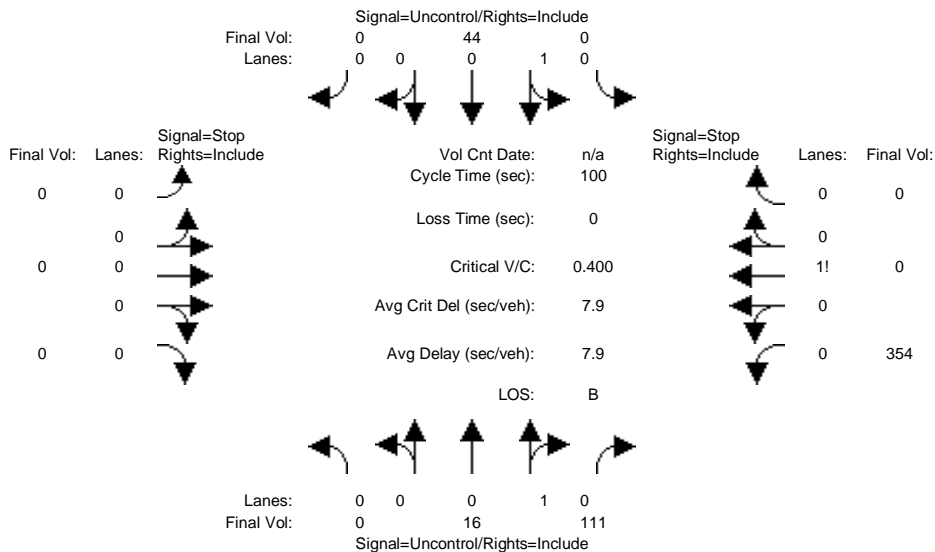 Signal=Uncontrol/Rights=Include
Final Vol: 0 44 0
Lanes: 0 0 0 1 0
Signal=Stop
Final Vol: Lanes: Rights=Include
Vol Cnt Date: n/a
Signal=Stop
Rights=Include Lanes: Final Vol:
Cycle Time (sec): 100
0 0
0 0
Loss Time (sec): 0
0
0
0 0
Critical V/C: 0.400
1! 0
0
Avg Crit Del (sec/veh): 7.9
0
0 0
Avg Delay (sec/veh): 7.9
0 354
LOS: B
Lanes: 0 0 0 1 0
Final Vol: 0 16 111
Signal=Uncontrol/Rights=Include